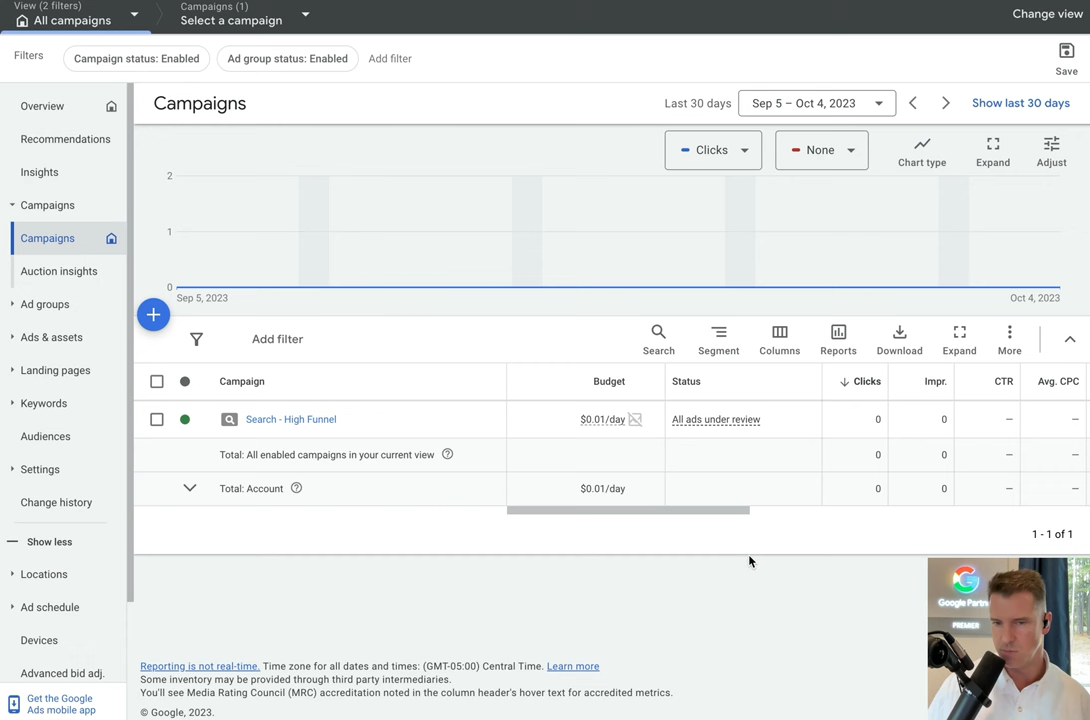 View (2 filters)
All campaigns
Campaigns (1)
Select a campaign
Change view
Filters
Campaign status: Enabled
Ad group status: Enabled
Add filter
Save
Overview
Recommendations
Insights
Campaigns
Campaigns
Auction insights
Ad groups
Ads & assets
Landing pages
Keywords
Audiences
Settings
Change history
Show less
Locations
Ad schedule
Devices
Advanced bid adj.
Get the Google
Ads mobile app
Campaigns
Last 30 days
Sep 5 – Oct 4, 2023
Show last 30 days
Clicks
None
Chart type
Expand
Adjust
2
1
0
Sep 5, 2023
Oct 4, 2023
Add filter
Search
Segment
Columns
Reports
Download
Expand
More
Campaign Budget Status Clicks Impr. CTR Avg. CPC
Search - High Funnel $0.01/day All ads under review 0 0 — —
Total: All enabled campaigns in your current view 0 0 — —
Total: Account $0.01/day 0 0 — —
1 - 1 of 1
Reporting is not real-time. Time zone for all dates and times: (GMT-05:00) Central Time. Learn more
Some inventory may be provided through third party intermediaries.
You'll see Media Rating Council (MRC) accreditation noted in the column header's hover text for accredited metrics.
© Google, 2023.
Google Partn
PREMIER